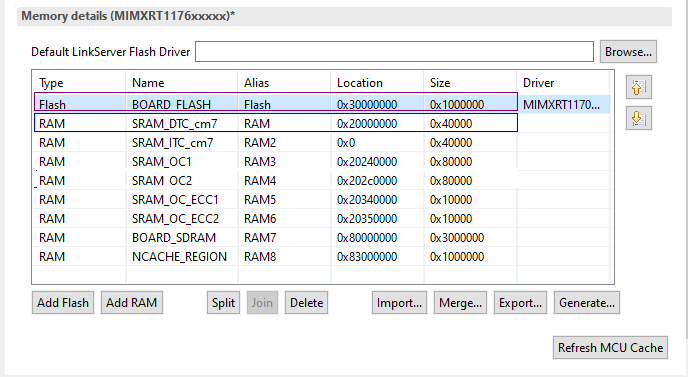 Memory details (MIMXRT1176xxxxx)*
Default LinkServer Flash Driver Browse...
Type Name Alias Location Size Driver
Flash BOARD_FLASH Flash 0x30000000 0x1000000 MIMXRT1170...
RAM SRAM_DTC_cm7 RAM 0x20000000 0x40000
RAM SRAM_ITC_cm7 RAM2 0x0 0x40000
RAM SRAM_OC1 RAM3 0x20240000 0x80000
RAM SRAM_OC2 RAM4 0x202c0000 0x80000
RAM SRAM_OC_ECC1 RAM5 0x20340000 0x10000
RAM SRAM_OC_ECC2 RAM6 0x20350000 0x10000
RAM BOARD_SDRAM RAM7 0x80000000 0x3000000
RAM NCACHE_REGION RAM8 0x83000000 0x1000000
Add Flash Add RAM Split Join Delete Import... Merge... Export... Generate...
Refresh MCU Cache